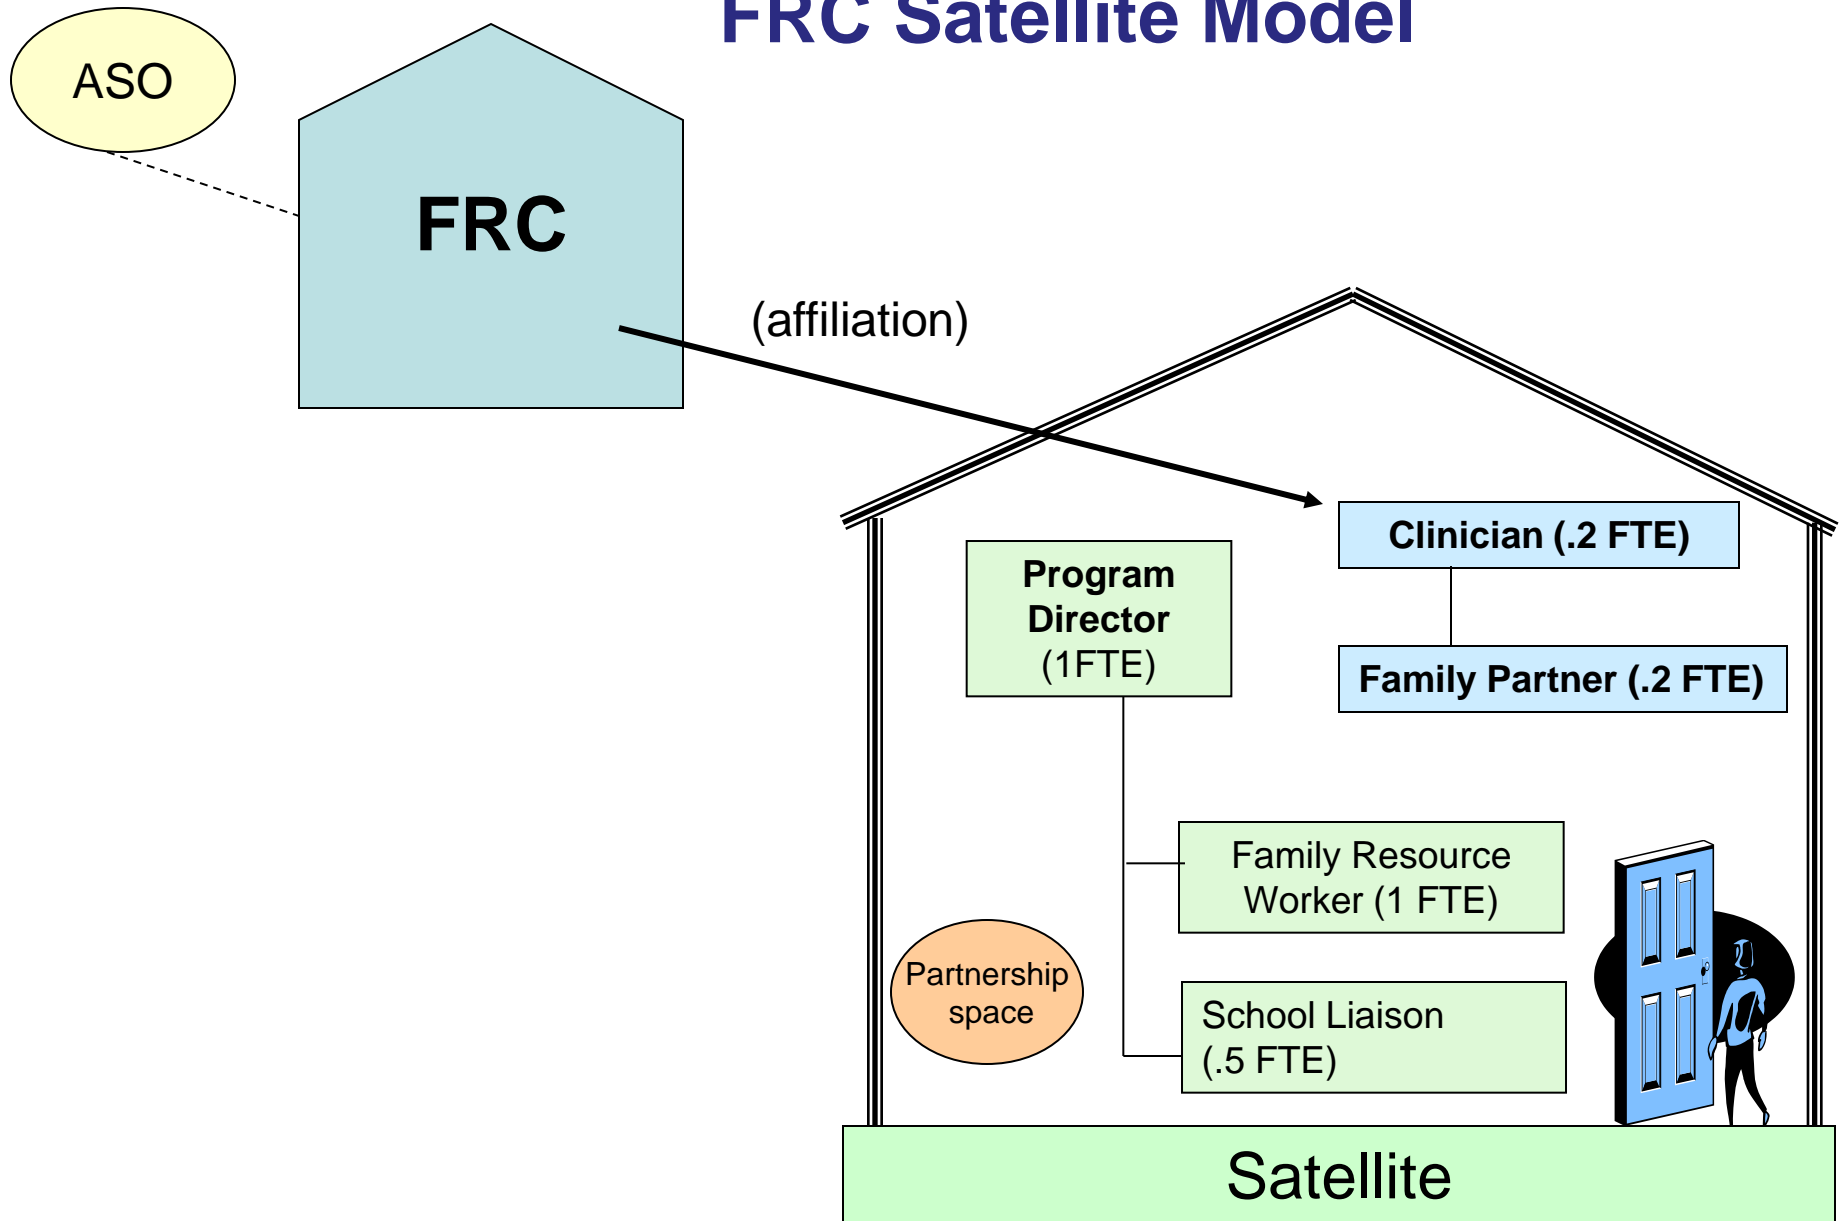 FRC Satellite Model
ASO
FRC
(affiliation)
Clinician (.2 FTE)
Program
Director
(1FTE)
Family Partner (.2 FTE)
Family Resource
Worker (1 FTE)
Partnership
space
School Liaison
(.5 FTE)
Satellite